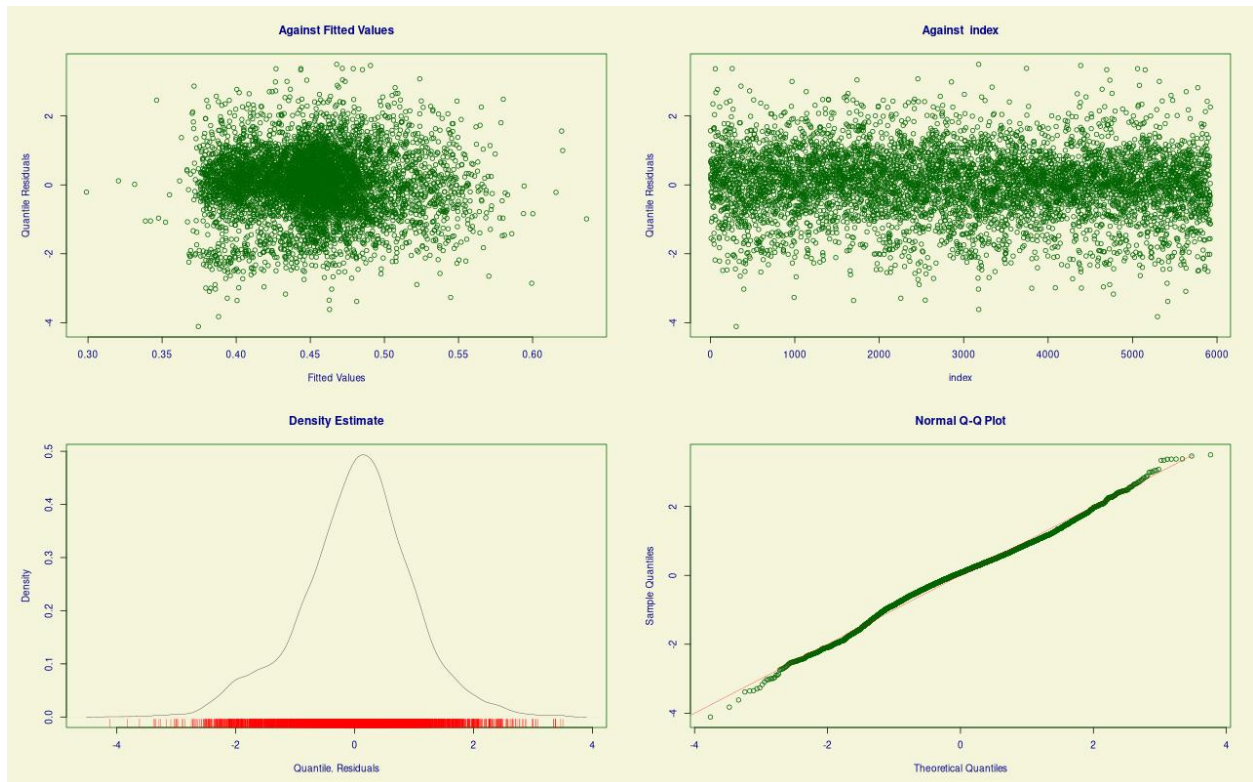 Against Fitted Values
Quantile Residuals
2
0
-2
-4
0.30 0.35 0.40 0.45 0.50 0.55 0.60
Fitted Values
Against index
Quantile Residuals
2
0
-2
-4
0 1000 2000 3000 4000 5000 6000
index
Density Estimate
Density
0.5
0.4
0.3
0.2
0.1
0.0
-4 -2 0 2 4
Quantile. Residuals
Normal Q-Q Plot
Sample Quantiles
2
0
-2
-4
-4 -2 0 2 4
Theoretical Quantiles